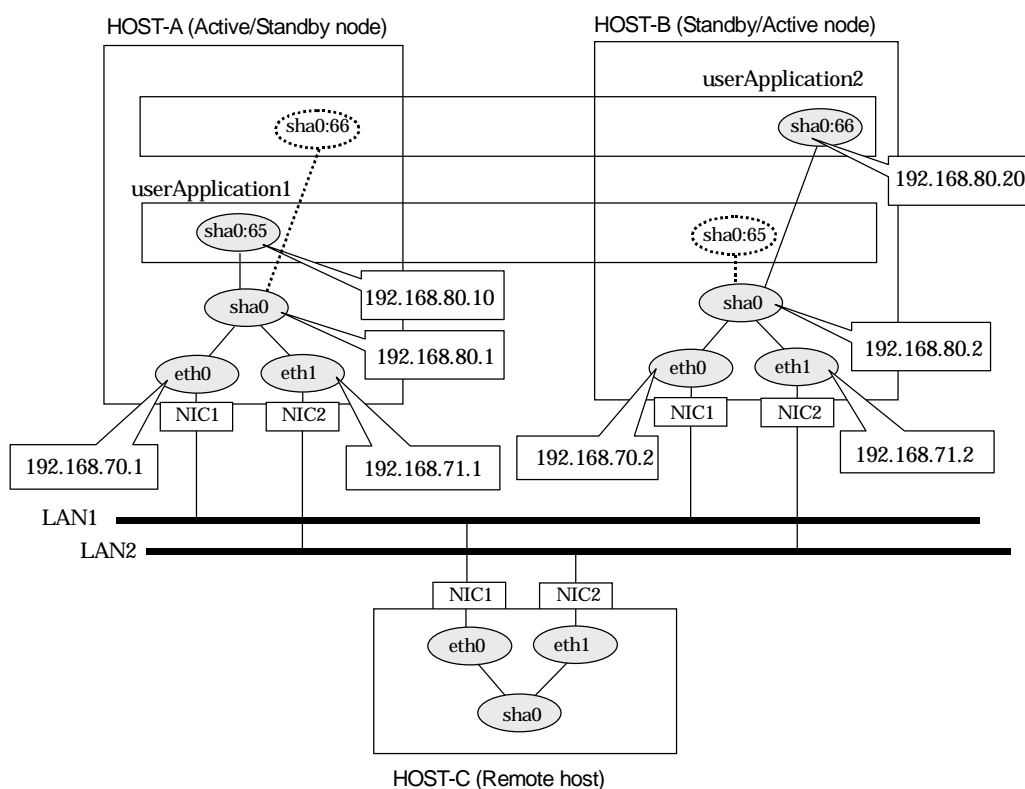 HOST-A (Active/Standby node)
HOST-B (Standby/Active node)
userApplication2
sha0:66
sha0:66
192.168.80.20
userApplication1
sha0:65
sha0:65
192.168.80.10
sha0
sha0
192.168.80.1
192.168.80.2
eth0
eth1
eth0
eth1
NIC1
NIC2
NIC1
NIC2
192.168.70.1
192.168.71.1
192.168.70.2
192.168.71.2
LAN1
LAN2
NIC1
NIC2
eth0
eth1
sha0
HOST-C (Remote host)